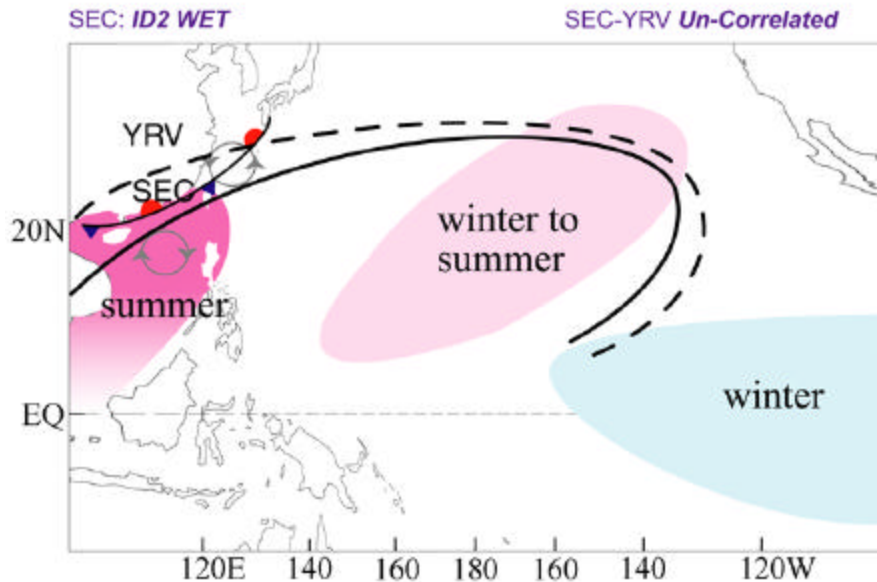 SEC: ID2 WET
SEC-YRV Un-Correlated
YRV
SEC
20N
winter to
summer
summer
winter
EQ
120E 140 160 180 160 140 120W